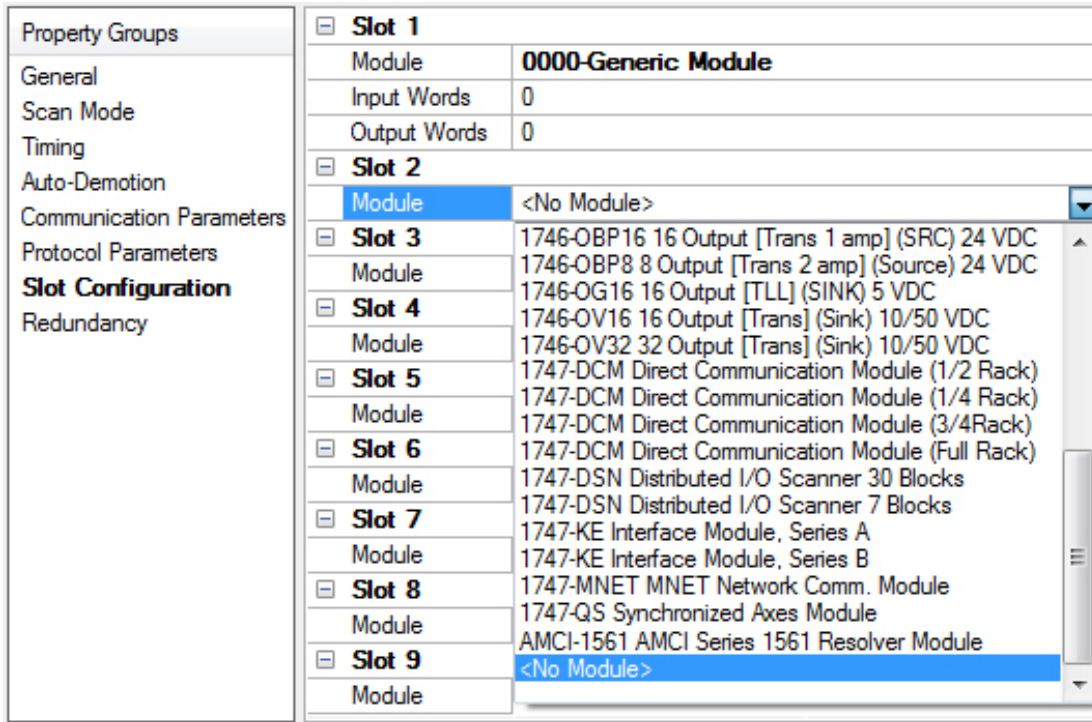 Property Groups
General
Scan Mode
Timing
Auto-Demotion
Communication Parameters
Protocol Parameters
Slot Configuration
Redundancy
Slot 1
Module 0000-Generic Module
Input Words 0
Output Words 0
Slot 2
Module <No Module>
Slot 3
Module
Slot 4
Module
Slot 5
Module
Slot 6
Module
Slot 7
Module
Slot 8
Module
Slot 9
Module
1746-OBP16 16 Output [Trans 1 amp] (SRC) 24 VDC
1746-OBP8 8 Output [Trans 2 amp] (Source) 24 VDC
1746-OG16 16 Output [TLL] (SINK) 5 VDC
1746-OV16 16 Output [Trans] (Sink) 10/50 VDC
1746-OV32 32 Output [Trans] (Sink) 10/50 VDC
1747-DCM Direct Communication Module (1/2 Rack)
1747-DCM Direct Communication Module (1/4 Rack)
1747-DCM Direct Communication Module (3/4Rack)
1747-DCM Direct Communication Module (Full Rack)
1747-DSN Distributed I/O Scanner 30 Blocks
1747-DSN Distributed I/O Scanner 7 Blocks
1747-KE Interface Module, Series A
1747-KE Interface Module, Series B
1747-MNET MNET Network Comm. Module
1747-QS Synchronized Axes Module
AMCI-1561 AMCI Series 1561 Resolver Module
<No Module>